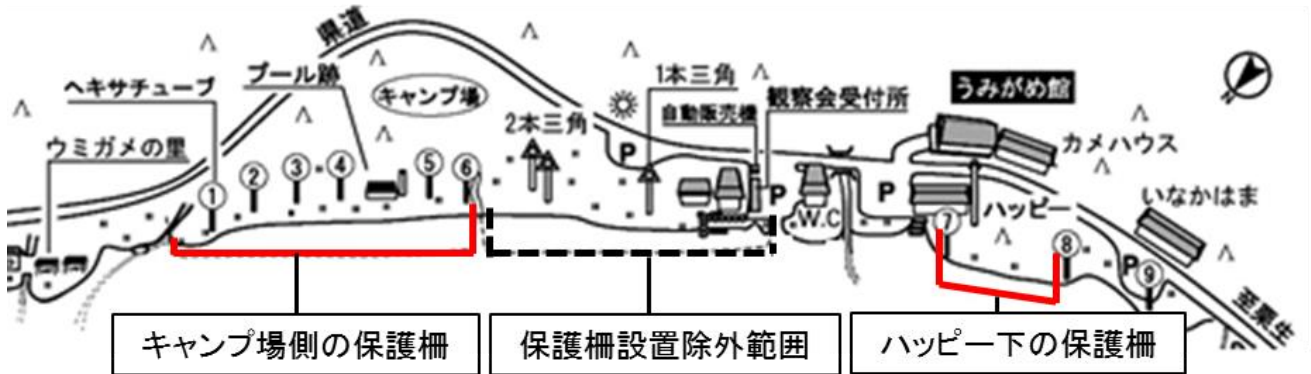 県道
ヘキサチューブ
プール跡
キャンプ場
1本三角
自動販売機
観察会受付所
うみがめ館
カメハウス
ウミガメの里
2本三角
いなかはま
N
P
P
P
P
W.C
ハッピー
① ② ③ ④ ⑤ ⑥ ⑦ ⑧ ⑨
至栗生
キャンプ場側の保護柵
保護柵設置除外範囲
ハッピー下の保護柵